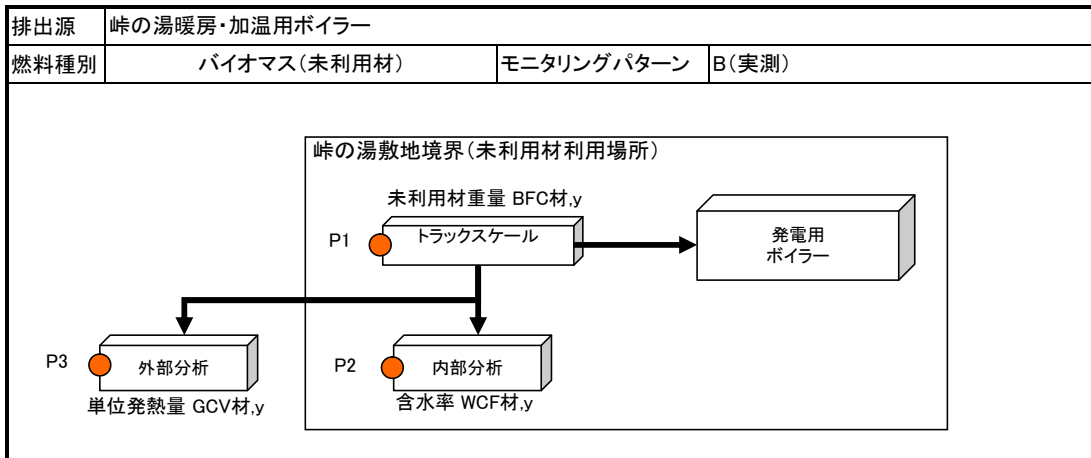 排出源 峠の湯暖房・加温用ボイラー
燃料種別 バイオマス(未利用材) モニタリングパターン B(実測)
峠の湯敷地境界(未利用材利用場所)
未利用材重量 BFC材,y
P1 トラックスケール
発電用
ボイラー
P3 外部分析
単位発熱量 GCV材,y
P2 内部分析
含水率 WCF材,y